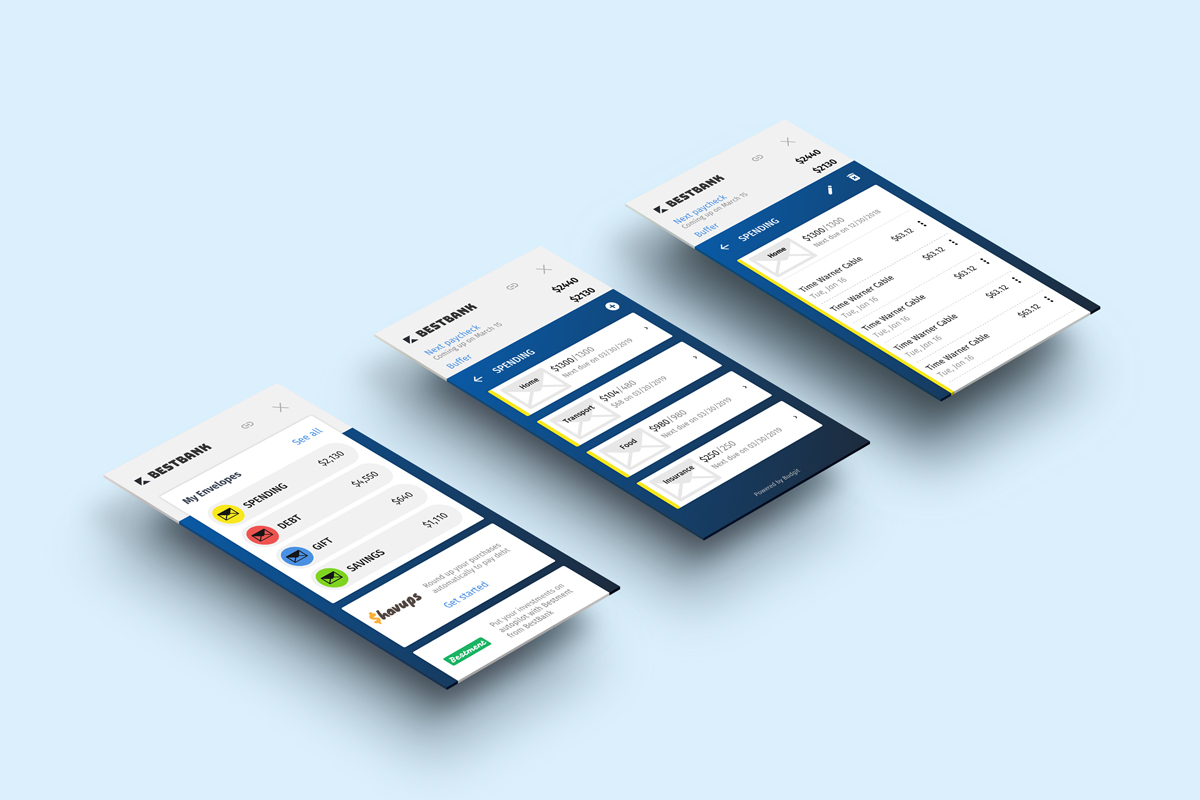 BESTBANK
My Envelopes
See all
SPENDING
$2,130
DEBT
$4,550
GIFT
$640
SAVINGS
$1,110
$havups
Round up your purchases
automatically to pay debt
Get started
Bestment
Put your investments on
autopilot with Bestment
from BestBank
BESTBANK
Next paycheck
$2440
Coming up on March 15
Buffer
$2130
SPENDING
Home
$1300/1300
Next due on 03/30/2019
Transport
$104/480
$68 on 03/20/2019
Food
$980/980
Next due on 03/30/2019
Insurance
$250/250
Next due on 03/30/2019
Powered by Budgit
BESTBANK
Next paycheck
$2440
Coming up on March 15
Buffer
$2130
SPENDING
Home
$1300/1300
Next due on 12/30/2018
Time Warner Cable
$63.12
Tue, Jan 16
Time Warner Cable
$63.12
Tue, Jan 16
Time Warner Cable
$63.12
Tue, Jan 16
Time Warner Cable
$63.12
Tue, Jan 16
Time Warner Cable
$63.12
Tue, Jan 16